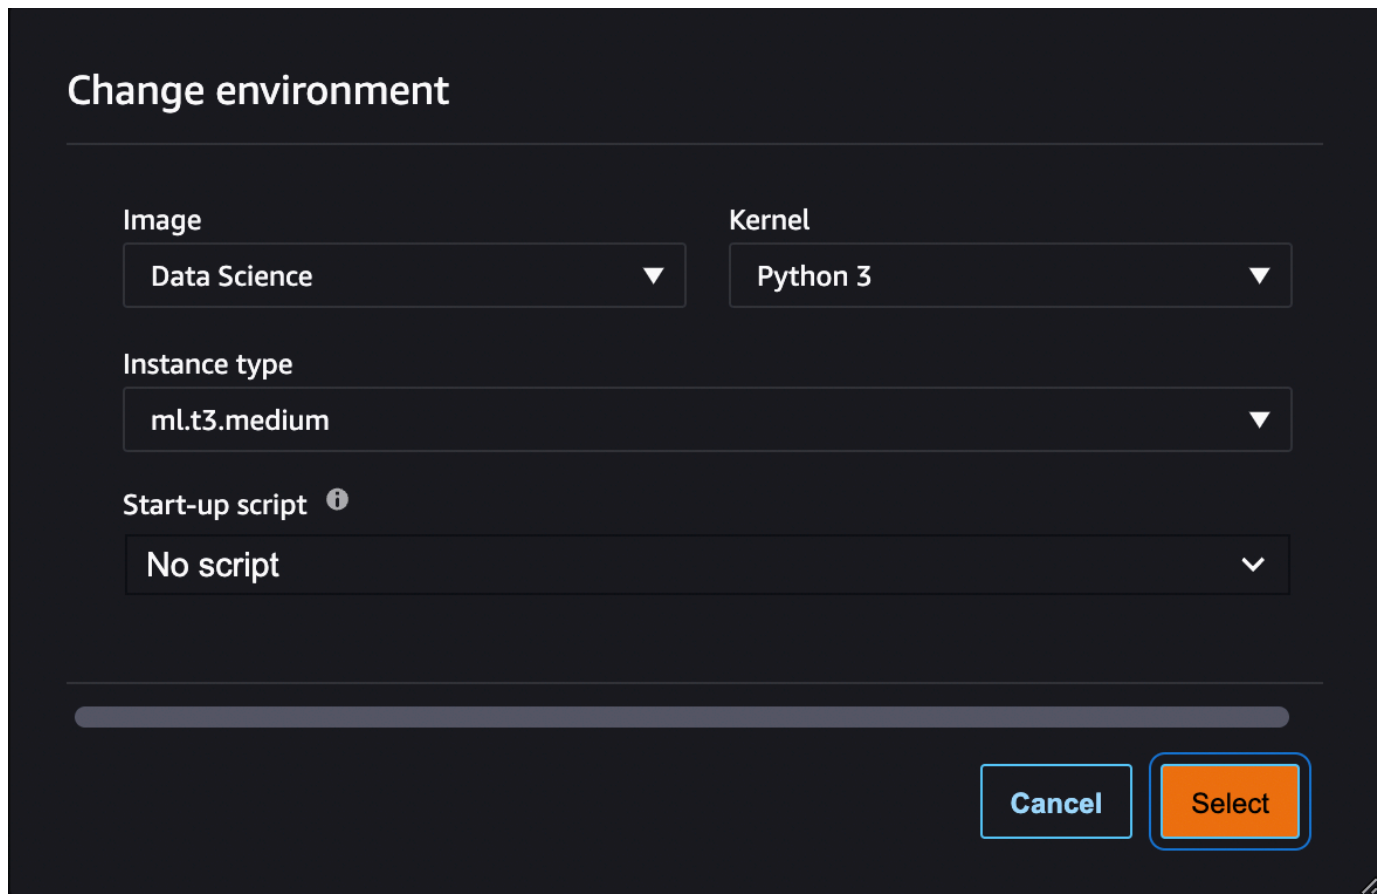 Change environment
Image
Kernel
Data Science
Python 3
Instance type
ml.t3.medium
Start-up script
No script
Cancel
Select